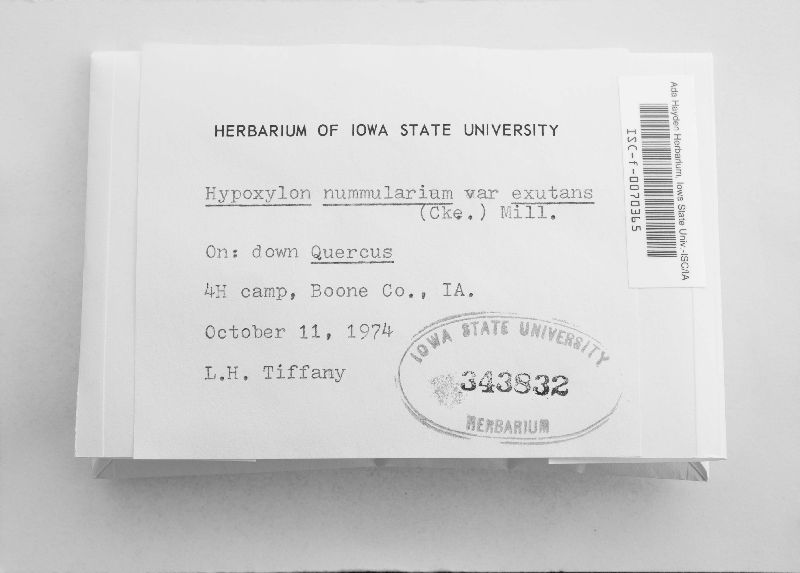 HERBARIUM OF IOWA STATE UNIVERSITY
Hypoxylon nummularium var exutans
(Cke.) Mill.
On: down Quercus
4H camp, Boone Co., IA.
October 11, 1974
L.H. Tiffany
IOWA STATE UNIVERSITY
343832
HERBARIUM
Ada Hayden Herbarium, Iowa State Univ.-ISC/IA
ISC-f-0070365